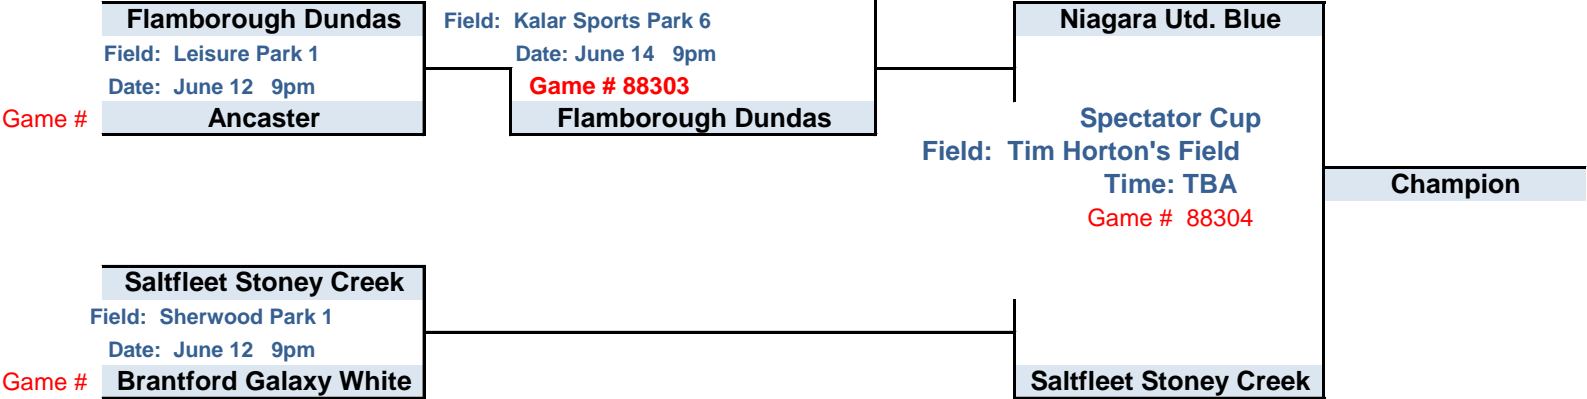 Flamborough Dundas
Field: Kalar Sports Park 6
Niagara Utd. Blue
Field: Leisure Park 1
Date: June 14 9pm
Date: June 12 9pm
Game # 88303
Game #
Ancaster
Flamborough Dundas
Spectator Cup
Field: Tim Horton's Field
Time: TBA
Champion
Game # 88304
Saltfleet Stoney Creek
Field: Sherwood Park 1
Date: June 12 9pm
Game #
Brantford Galaxy White
Saltfleet Stoney Creek